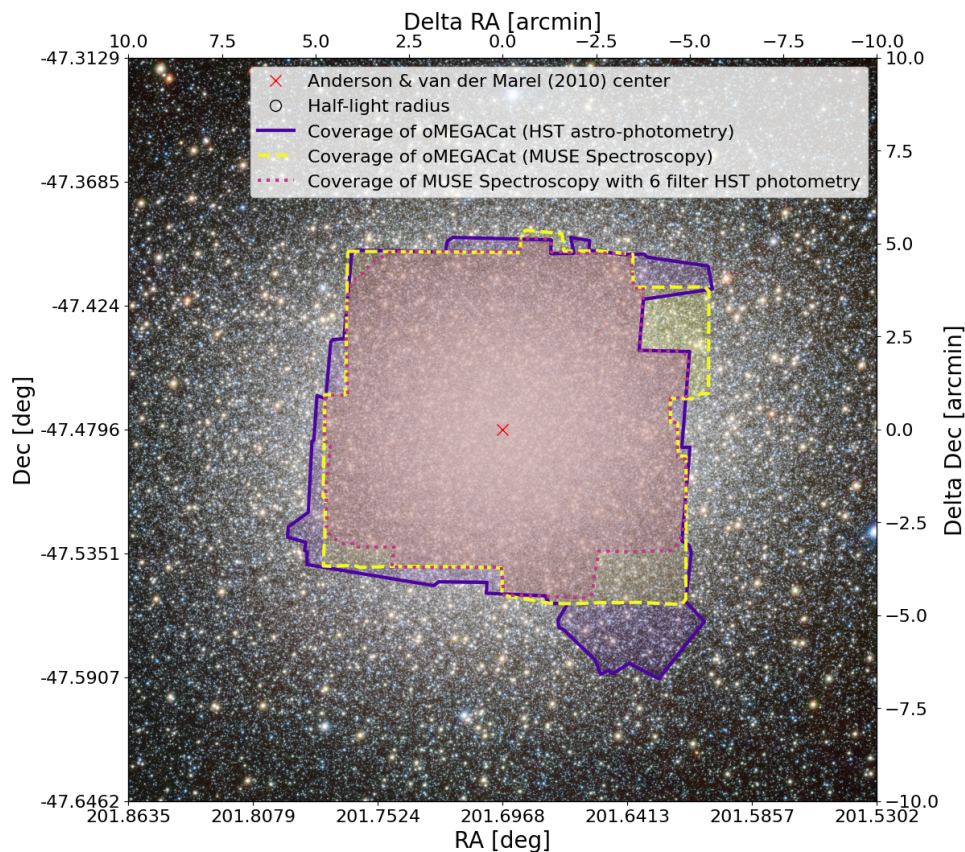 Delta RA [arcmin]
10.0 7.5 5.0 2.5 0.0 −2.5 −5.0 −7.5 −10.0
Anderson & van der Marel (2010) center
Half-light radius
Coverage of oMEGACat (HST astro-photometry)
Coverage of oMEGACat (MUSE Spectroscopy)
Coverage of MUSE Spectroscopy with 6 filter HST photometry
Dec [deg]
-47.3129
-47.3685
-47.424
-47.4796
-47.5351
-47.5907
-47.6462
10.0
7.5
5.0
2.5
0.0
−2.5
−5.0
−7.5
−10.0
Delta Dec [arcmin]
201.8635 201.8079 201.7524 201.6968 201.6413 201.5857 201.5302
RA [deg]